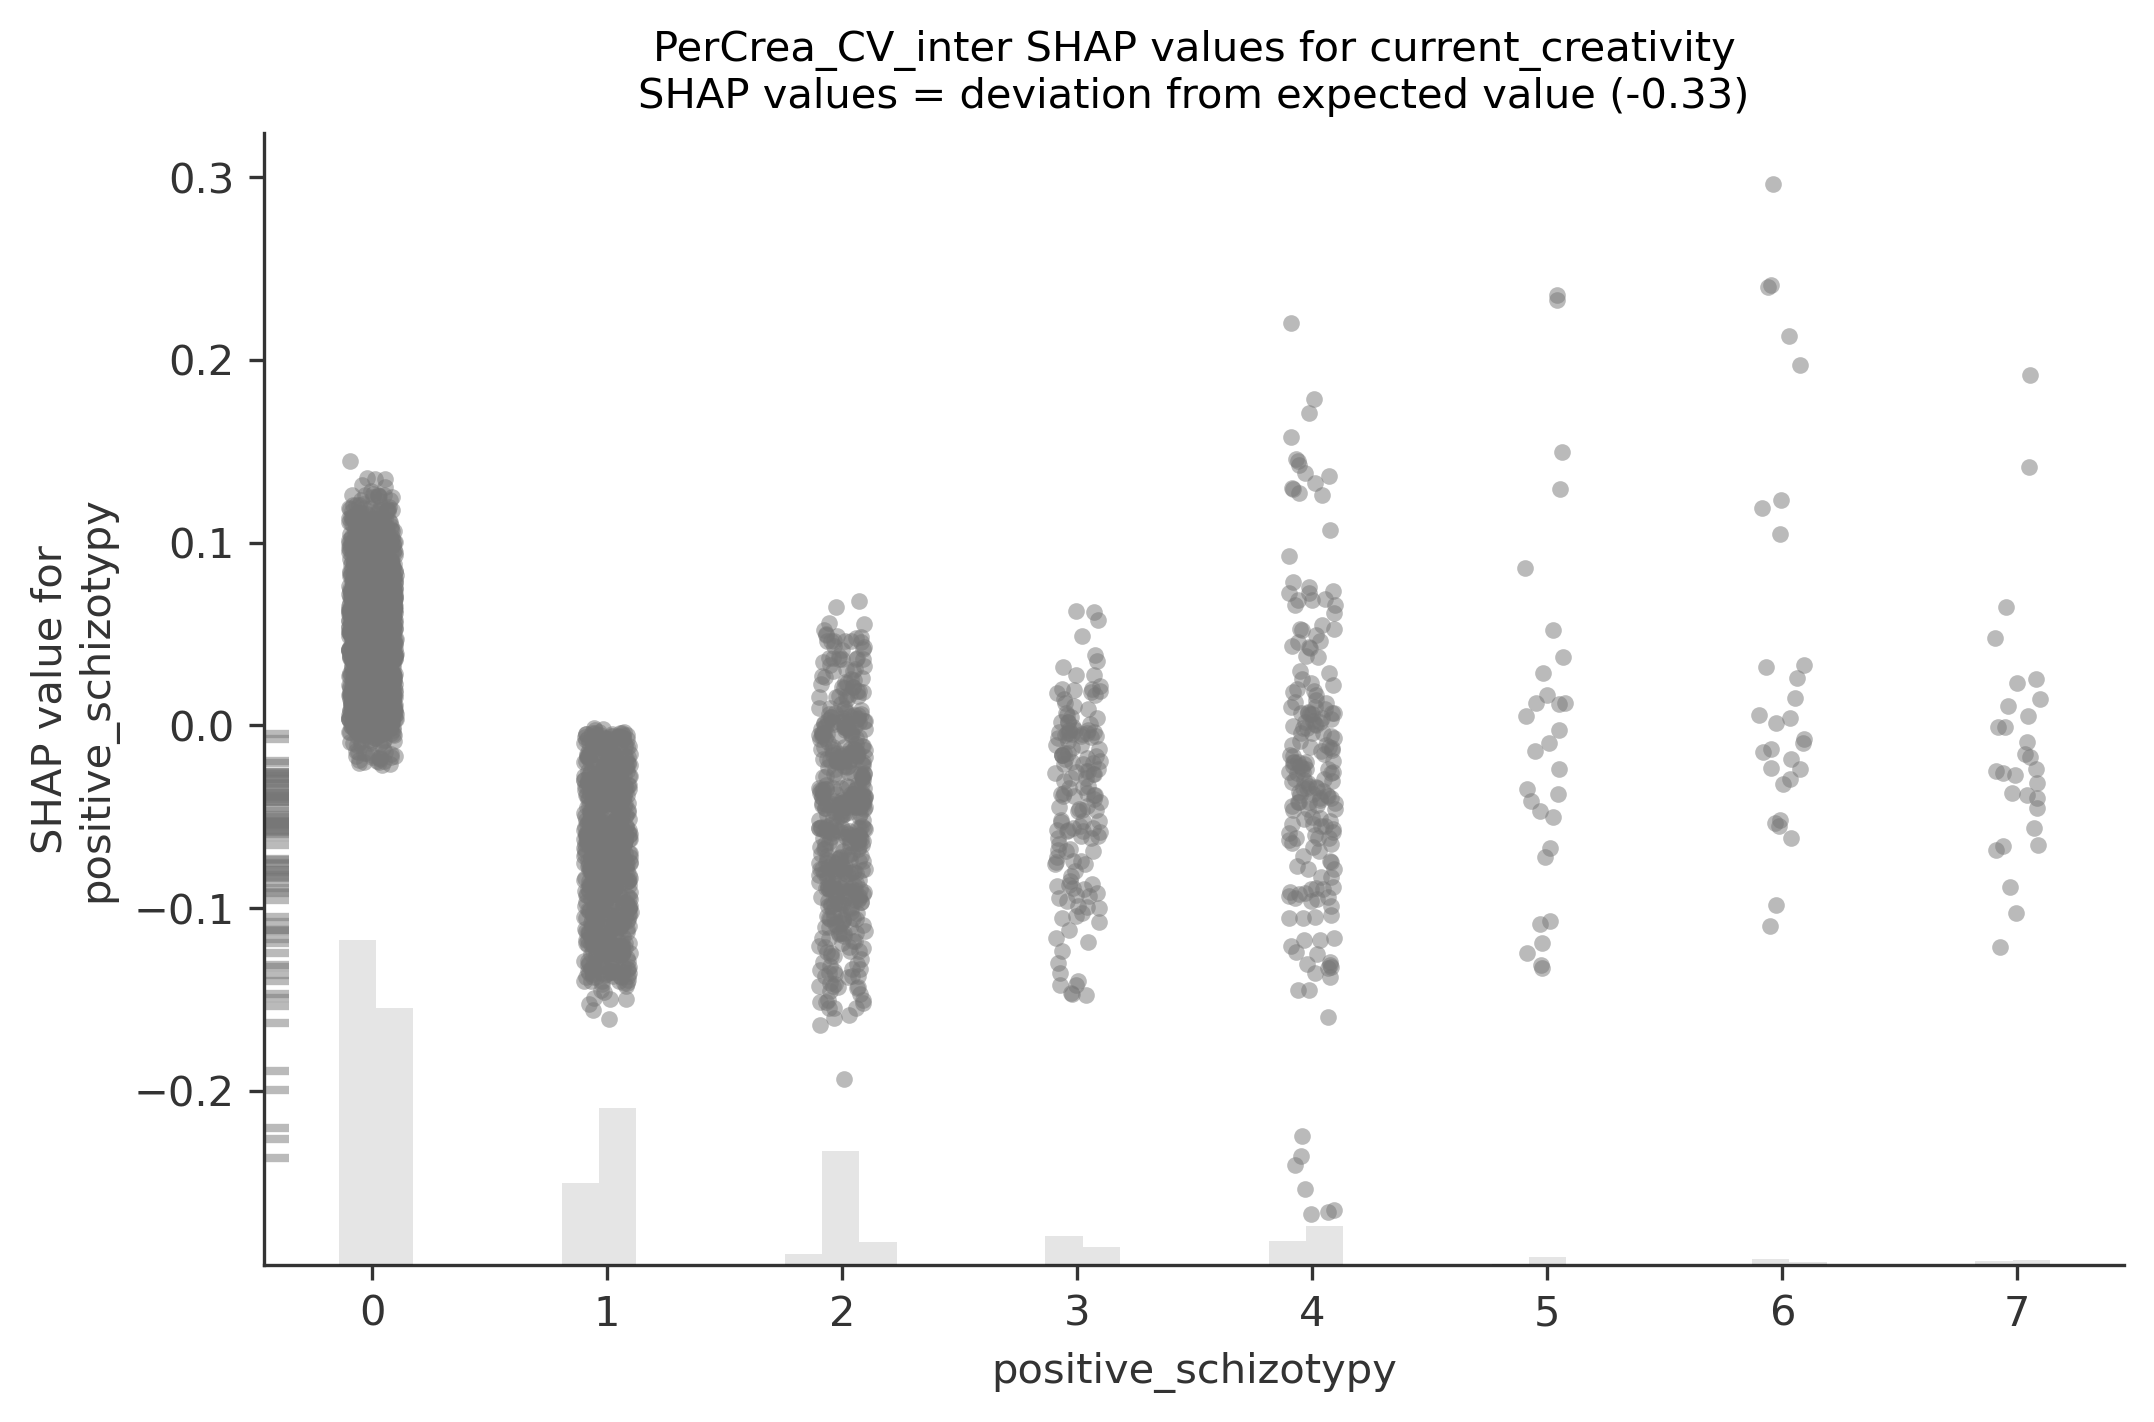 PerCrea_CV_inter SHAP values for current_creativity
SHAP values = deviation from expected value (-0.33)
0.3
0.2
0.1
0.0
−0.1
−0.2
SHAP value for
positive_schizotypy
0 1 2 3 4 5 6 7
positive_schizotypy